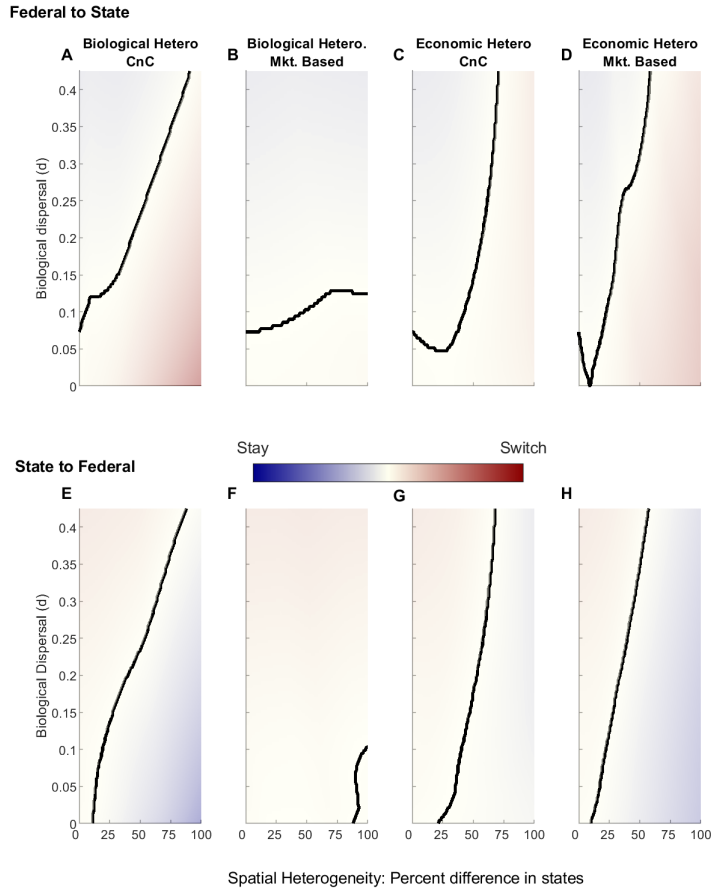 Federal to State
A Biological Hetero CnC
B Biological Hetero. Mkt. Based
C Economic Hetero CnC
D Economic Hetero Mkt. Based
Biological dispersal (d)
0.4
0.35
0.3
0.25
0.2
0.15
0.1
0.05
0
Stay Switch
State to Federal
E F G H
Biological Dispersal (d)
0.4
0.35
0.3
0.25
0.2
0.15
0.1
0.05
0
0 25 50 75 100 0 25 50 75 100 0 25 50 75 100 0 25 50 75 100
Spatial Heterogeneity: Percent difference in states